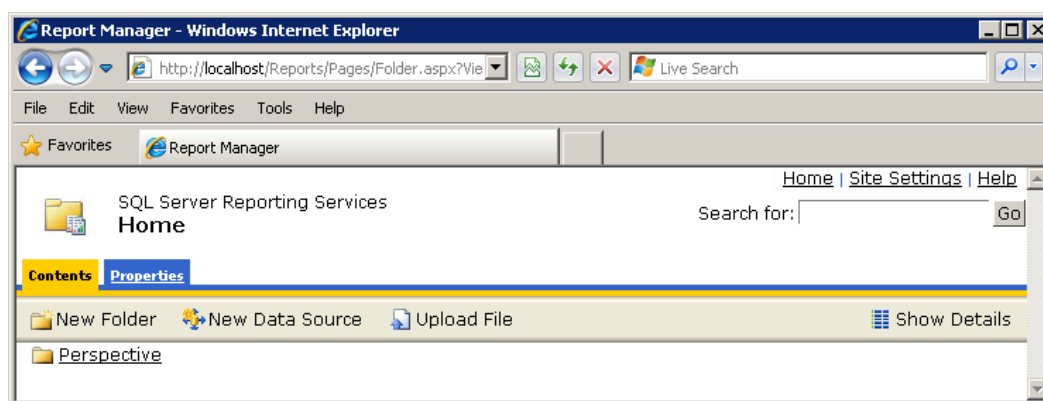 Report Manager - Windows Internet Explorer
http://localhost/Reports/Pages/Folder.aspx?Vie
Live Search
File Edit View Favorites Tools Help
Favorites Report Manager
Home | Site Settings | Help
SQL Server Reporting Services
Home
Search for: Go
Contents Properties
New Folder New Data Source Upload File Show Details
Perspective